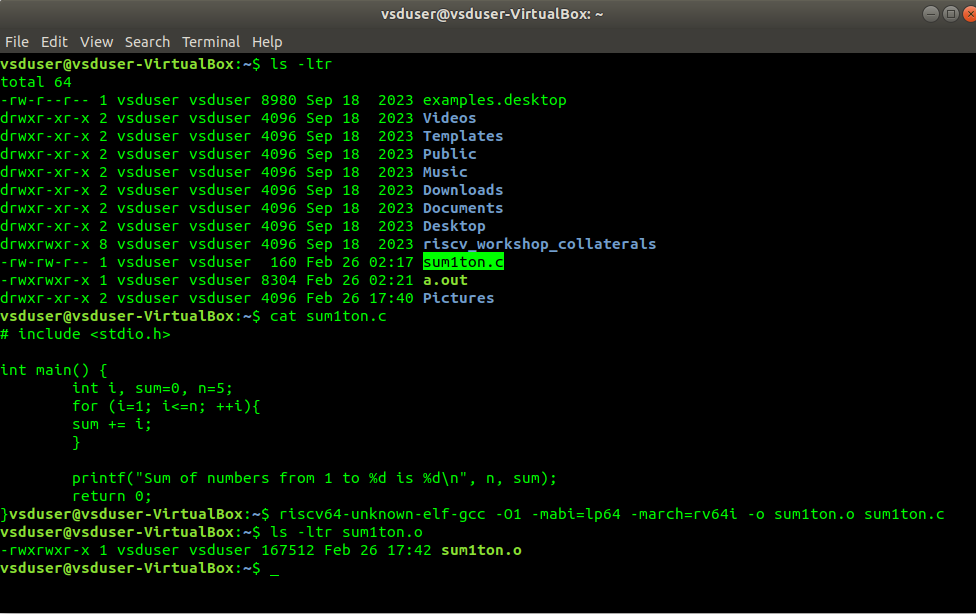 vsduser@vsduser-VirtualBox: ~
File Edit View Search Terminal Help
vsduser@vsduser-VirtualBox:~$ ls -ltr
total 64
-rw-r--r-- 1 vsduser vsduser 8980 Sep 18  2023 examples.desktop
drwxr-xr-x 2 vsduser vsduser 4096 Sep 18  2023 Videos
drwxr-xr-x 2 vsduser vsduser 4096 Sep 18  2023 Templates
drwxr-xr-x 2 vsduser vsduser 4096 Sep 18  2023 Public
drwxr-xr-x 2 vsduser vsduser 4096 Sep 18  2023 Music
drwxr-xr-x 2 vsduser vsduser 4096 Sep 18  2023 Downloads
drwxr-xr-x 2 vsduser vsduser 4096 Sep 18  2023 Documents
drwxr-xr-x 2 vsduser vsduser 4096 Sep 18  2023 Desktop
drwxrwxr-x 8 vsduser vsduser 4096 Sep 18  2023 riscv_workshop_collaterals
-rw-rw-r-- 1 vsduser vsduser  160 Feb 26 02:17 sum1ton.c
-rwxrwxr-x 1 vsduser vsduser 8304 Feb 26 02:21 a.out
drwxr-xr-x 2 vsduser vsduser 4096 Feb 26 17:40 Pictures
vsduser@vsduser-VirtualBox:~$ cat sum1ton.c
# include <stdio.h>
int main() {
        int i, sum=0, n=5;
        for (i=1; i<=n; ++i){
        sum += i;
        }
        printf("Sum of numbers from 1 to %d is %d\n", n, sum);
        return 0;
}vsduser@vsduser-VirtualBox:~$ riscv64-unknown-elf-gcc -O1 -mabi=lp64 -march=rv64i -o sum1ton.o sum1ton.c
vsduser@vsduser-VirtualBox:~$ ls -ltr sum1ton.o
-rwxrwxr-x 1 vsduser vsduser 167512 Feb 26 17:42 sum1ton.o
vsduser@vsduser-VirtualBox:~$ _